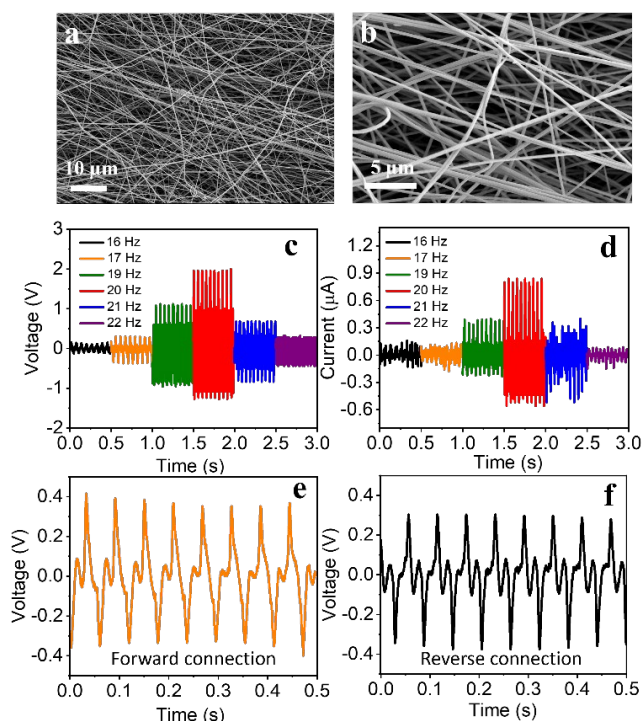 a
10 μm
b
5 μm
c
Voltage (V)
3
2
1
0
-1
-2
16 Hz
17 Hz
19 Hz
20 Hz
21 Hz
22 Hz
0.0 0.5 1.0 1.5 2.0 2.5 3.0
Time (s)
d
Current (μA)
1.2
0.9
0.6
0.3
0.0
-0.3
-0.6
16 Hz
17 Hz
19 Hz
20 Hz
21 Hz
22 Hz
0.0 0.5 1.0 1.5 2.0 2.5 3.0
Time (s)
e
Voltage (V)
0.4
0.2
0.0
-0.2
-0.4
Forward connection
0.0 0.1 0.2 0.3 0.4 0.5
Time (s)
f
Voltage (V)
0.4
0.2
0.0
-0.2
-0.4
Reverse connection
0.0 0.1 0.2 0.3 0.4 0.5
Time (s)